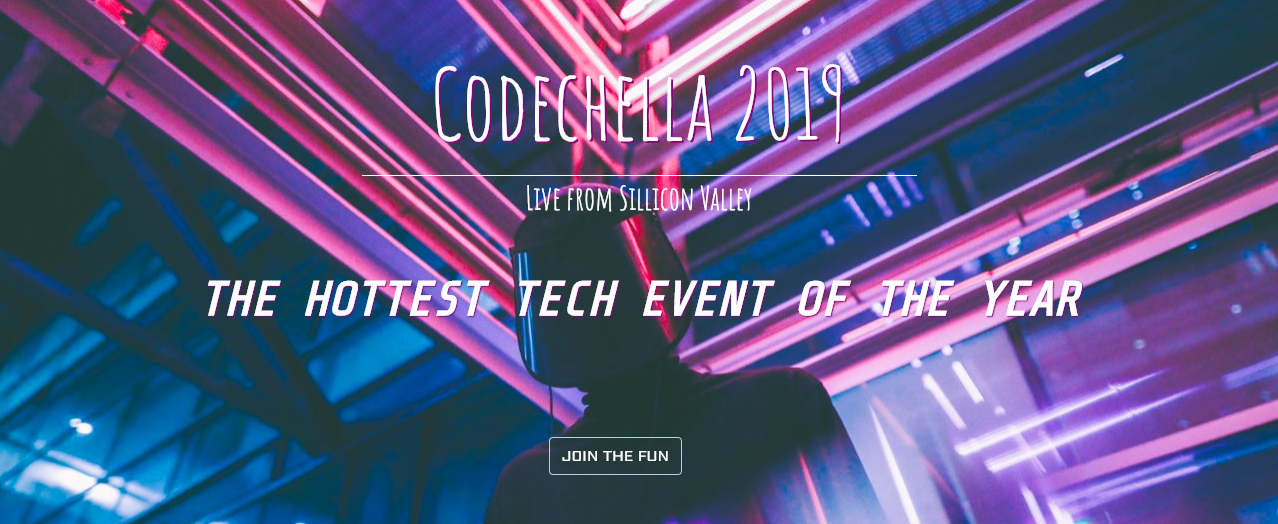 Codechella 2019
Live from Sillicon Valley
THE HOTTEST TECH EVENT OF THE YEAR
JOIN THE FUN